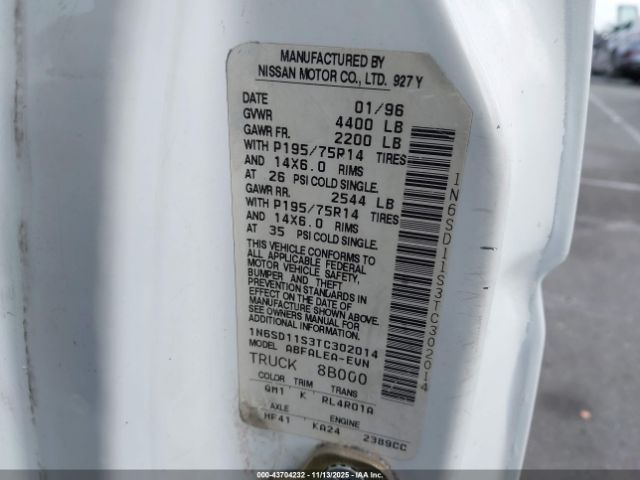 MANUFACTURED BY
NISSAN MOTOR CO., LTD. 927Y
DATE 01/96
GVWR 4400 LB
GAWR FR. 2200 LB
WITH P195/75R14 TIRES
AND 14X6.0 RIMS
AT 26 PSI COLD SINGLE.
GAWR RR. 2544 LB
WITH P195/75R14 TIRES
AND 14X6.0 RIMS
AT 35 PSI COLD SINGLE.
THIS VEHICLE CONFORMS TO
ALL APPLICABLE FEDERAL
MOTOR VEHICLE SAFETY,
BUMPER AND THEFT
PREVENTION STANDARDS IN
EFFECT ON THE DATE OF
MANUFACTURE SHOWN ABOVE.
ADDITIONAL INFORMATION.
1N6SD11S3TC302014
MODEL ABFALEA-EVN
TRUCK 8B000
COLOR TRIM TRANS
QM1 K RL4R01A
AXLE ENGINE
HF41 KA24 2389CC
1N6SD11S3TC302014
000-43704232 - 11/13/2025 - ©IAA, Inc.